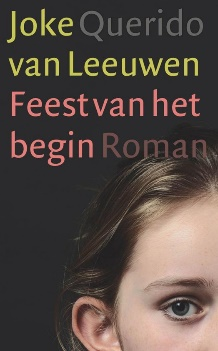 Joke Querido
van Leeuwen
Feest van het
begin Roman